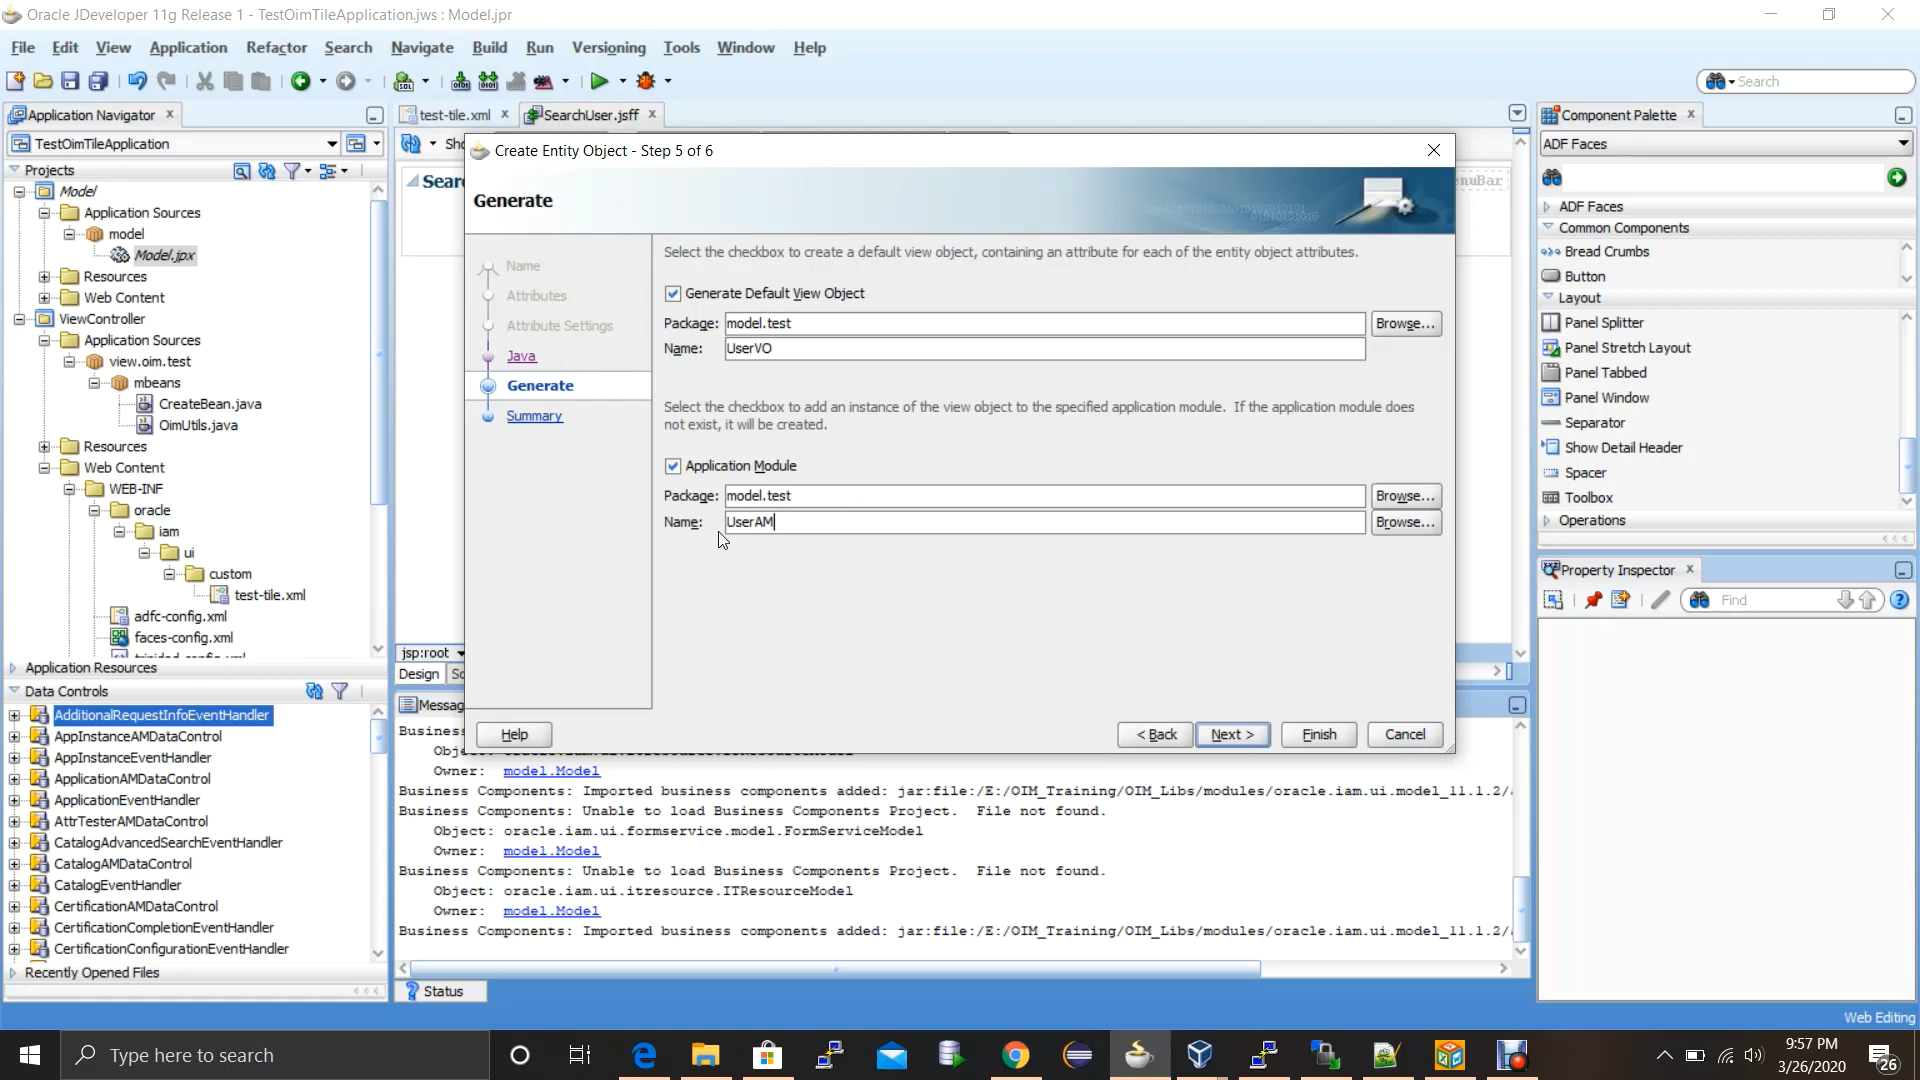 Oracle JDeveloper 11g Release 1 - TestOimTileApplication.jws : Model.jpr
File Edit View Application Refactor Search Navigate Build Run Versioning Tools Window Help
Search
Application Navigator
TestOimTileApplication
Projects
Model
Application Sources
model
Model.jpx
Resources
Web Content
ViewController
Application Sources
view.oim.test
mbeans
CreateBean.java
OimUtils.java
Resources
Web Content
WEB-INF
oracle
iam
ui
custom
test-tile.xml
adfc-config.xml
faces-config.xml
Application Resources
Data Controls
AdditionalRequestInfoEventHandler
AppInstanceAMDataControl
AppInstanceEventHandler
ApplicationAMDataControl
ApplicationEventHandler
AttrTesterAMDataControl
CatalogAdvancedSearchEventHandler
CatalogAMDataControl
CatalogEventHandler
CertificationAMDataControl
CertificationCompletionEventHandler
CertificationConfigurationEventHandler
Recently Opened Files
test-tile.xml SearchUser.jsff
Sho
Sear
enuBar
Create Entity Object - Step 5 of 6
Generate
Name
Attributes
Attribute Settings
Java
Generate
Summary
Select the checkbox to create a default view object, containing an attribute for each of the entity object attributes.
Generate Default View Object
Package: model.test Browse...
Name: UserVO
Select the checkbox to add an instance of the view object to the specified application module. If the application module does
not exist, it will be created.
Application Module
Package: model.test Browse...
Name: UserAM Browse...
Help < Back Next > Finish Cancel
jsp:root
Design So
Messag
Business
Obje
Owner: model.Model
Business Components: Imported business components added: jar:file:/E:/OIM_Training/OIM_Libs/modules/oracle.iam.ui.model_11.1.2/
Business Components: Unable to load Business Components Project. File not found.
Object: oracle.iam.ui.formservice.model.FormServiceModel
Owner: model.Model
Business Components: Unable to load Business Components Project. File not found.
Object: oracle.iam.ui.itresource.ITResourceModel
Owner: model.Model
Business Components: Imported business components added: jar:file:/E:/OIM_Training/OIM_Libs/modules/oracle.iam.ui.model_11.1.2/
Status
Component Palette
ADF Faces
ADF Faces
Common Components
Bread Crumbs
Button
Layout
Panel Splitter
Panel Stretch Layout
Panel Tabbed
Panel Window
Separator
Show Detail Header
Spacer
Toolbox
Operations
Property Inspector
Find
Web Editing
Type here to search
9:57 PM
3/26/2020
26